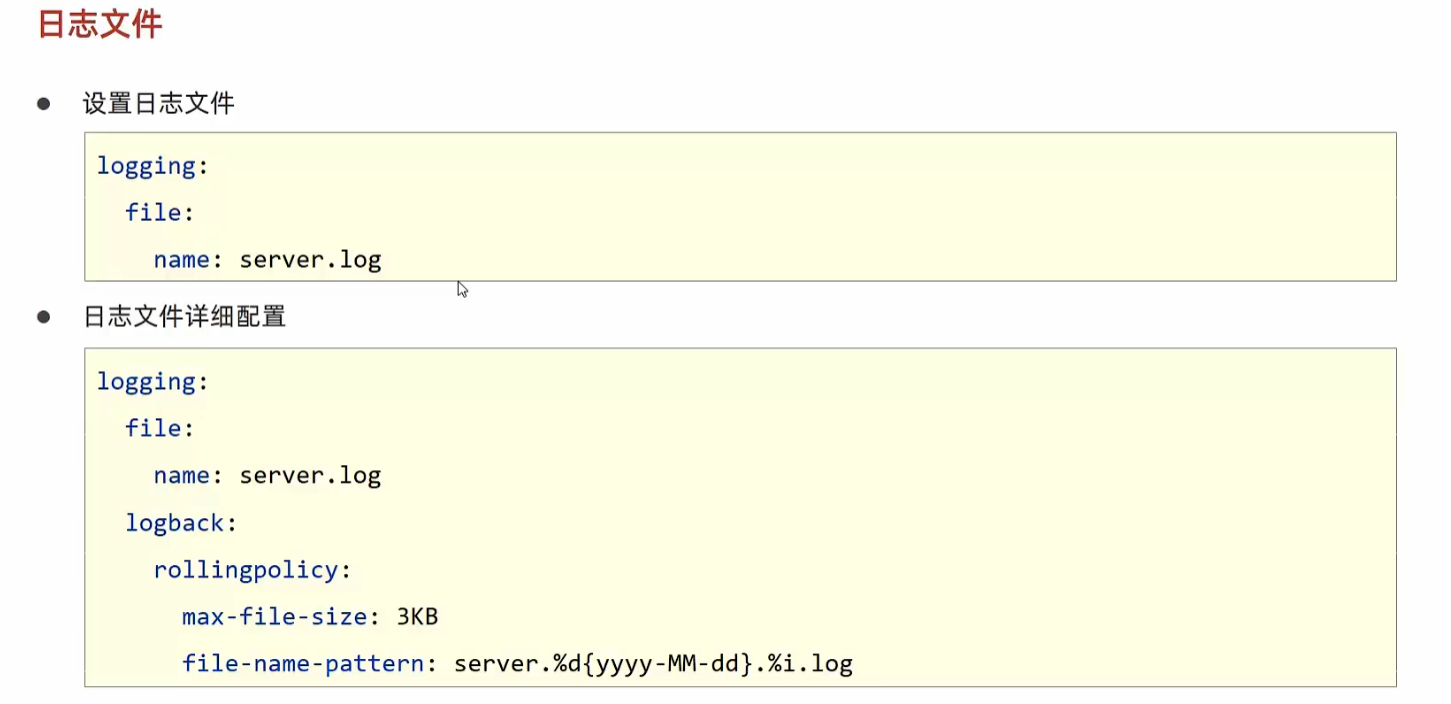 日志文件
设置日志文件
logging:
  file:
    name: server.log
日志文件详细配置
logging:
  file:
    name: server.log
  logback:
    rollingpolicy:
      max-file-size: 3KB
      file-name-pattern: server.%d{yyyy-MM-dd}.%i.log